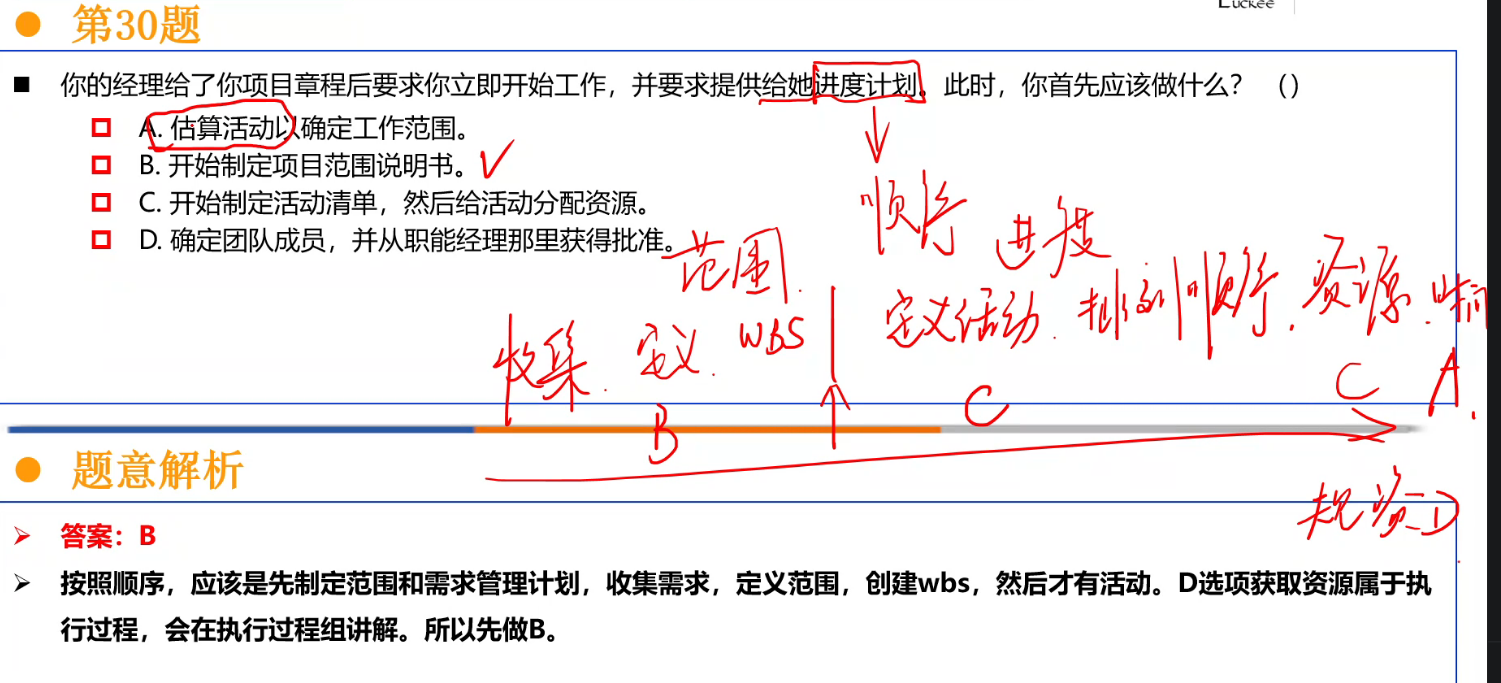 Luckee
第30题
你的经理给了你项目章程后要求你立即开始工作，并要求提供给她进度计划。此时，你首先应该做什么？ （）
A. 估算活动以确定工作范围。
B. 开始制定项目范围说明书。
C. 开始制定活动清单，然后给活动分配资源。
D. 确定团队成员，并从职能经理那里获得批准。
顺序
范围 进度
收集. 定义. WBS 定义活动. 排列顺序. 资源. 时间
B C C A
规资 D
题意解析
答案：B
按照顺序，应该是先制定范围和需求管理计划，收集需求，定义范围，创建wbs，然后才有活动。D选项获取资源属于执
行过程，会在执行过程组讲解。所以先做B。